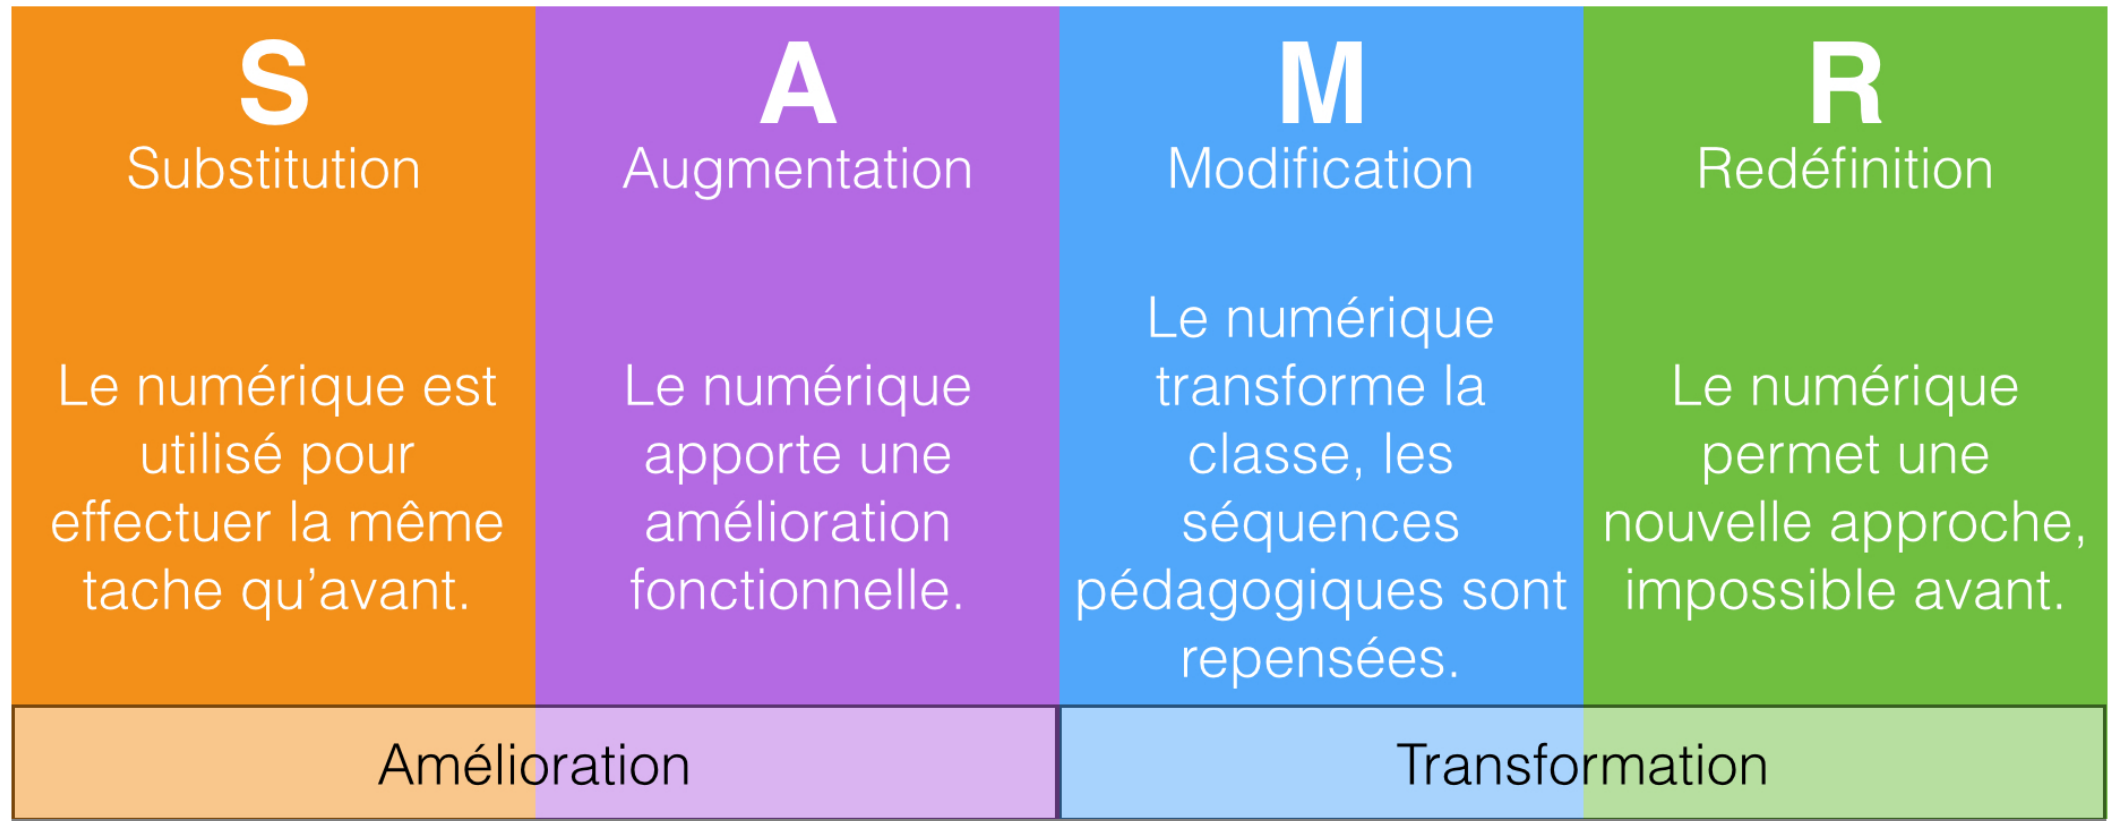 S
Substitution
Le numérique est
utilisé pour
effectuer la même
tache qu'avant.
A
Augmentation
Le numérique
apporte une
amélioration
fonctionnelle.
M
Modification
Le numérique
transforme la
classe, les
séquences
pédagogiques sont
repensées.
R
Redéfinition
Le numérique
permet une
nouvelle approche,
impossible avant.
Amélioration
Transformation